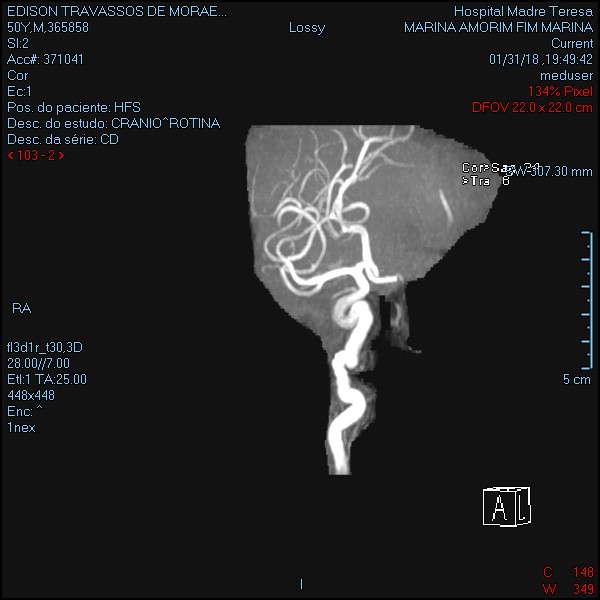 EDISON TRAVASSOS DE MORAE...
50Y,M,365858
Sl:2
Acc#: 371041
Cor
Ec:1
Pos. do paciente: HFS
Desc. do estudo: CRANIO^ROTINA
Desc. da série: CD
< 103 - 2 >
Lossy
Hospital Madre Teresa
MARINA AMORIM FIM MARINA
Current
01/31/18 ,19:49:42
meduser
134% Pixel
DFOV 22.0 x 22.0 cm
Cor>Sag
>Tra 6
-307.30 mm
RA
fl3d1r_t30,3D
28.00//7.00
Etl:1 TA:25.00
448x448
Enc: ^
1nex
5 cm
A L
I
C 148
W 349